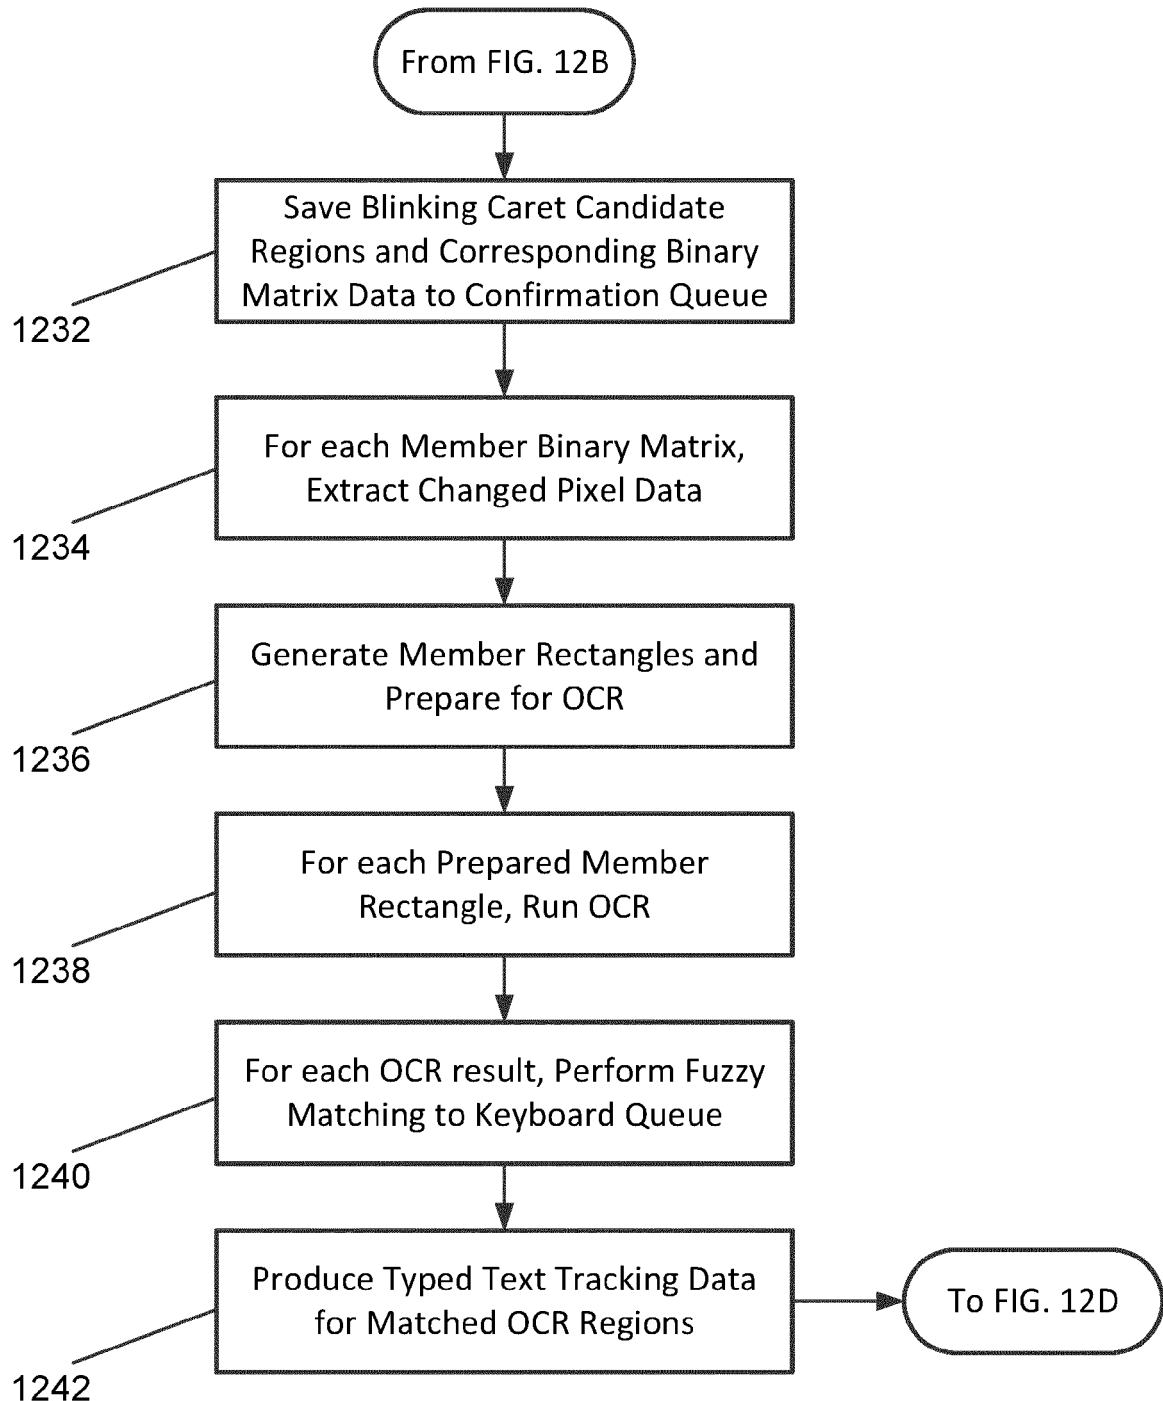 From FIG. 12B
Save Blinking Caret Candidate
Regions and Corresponding Binary
Matrix Data to Confirmation Queue
1232
For each Member Binary Matrix,
Extract Changed Pixel Data
1234
Generate Member Rectangles and
Prepare for OCR
1236
For each Prepared Member
Rectangle, Run OCR
1238
For each OCR result, Perform Fuzzy
Matching to Keyboard Queue
1240
Produce Typed Text Tracking Data
for Matched OCR Regions
1242
To FIG. 12D